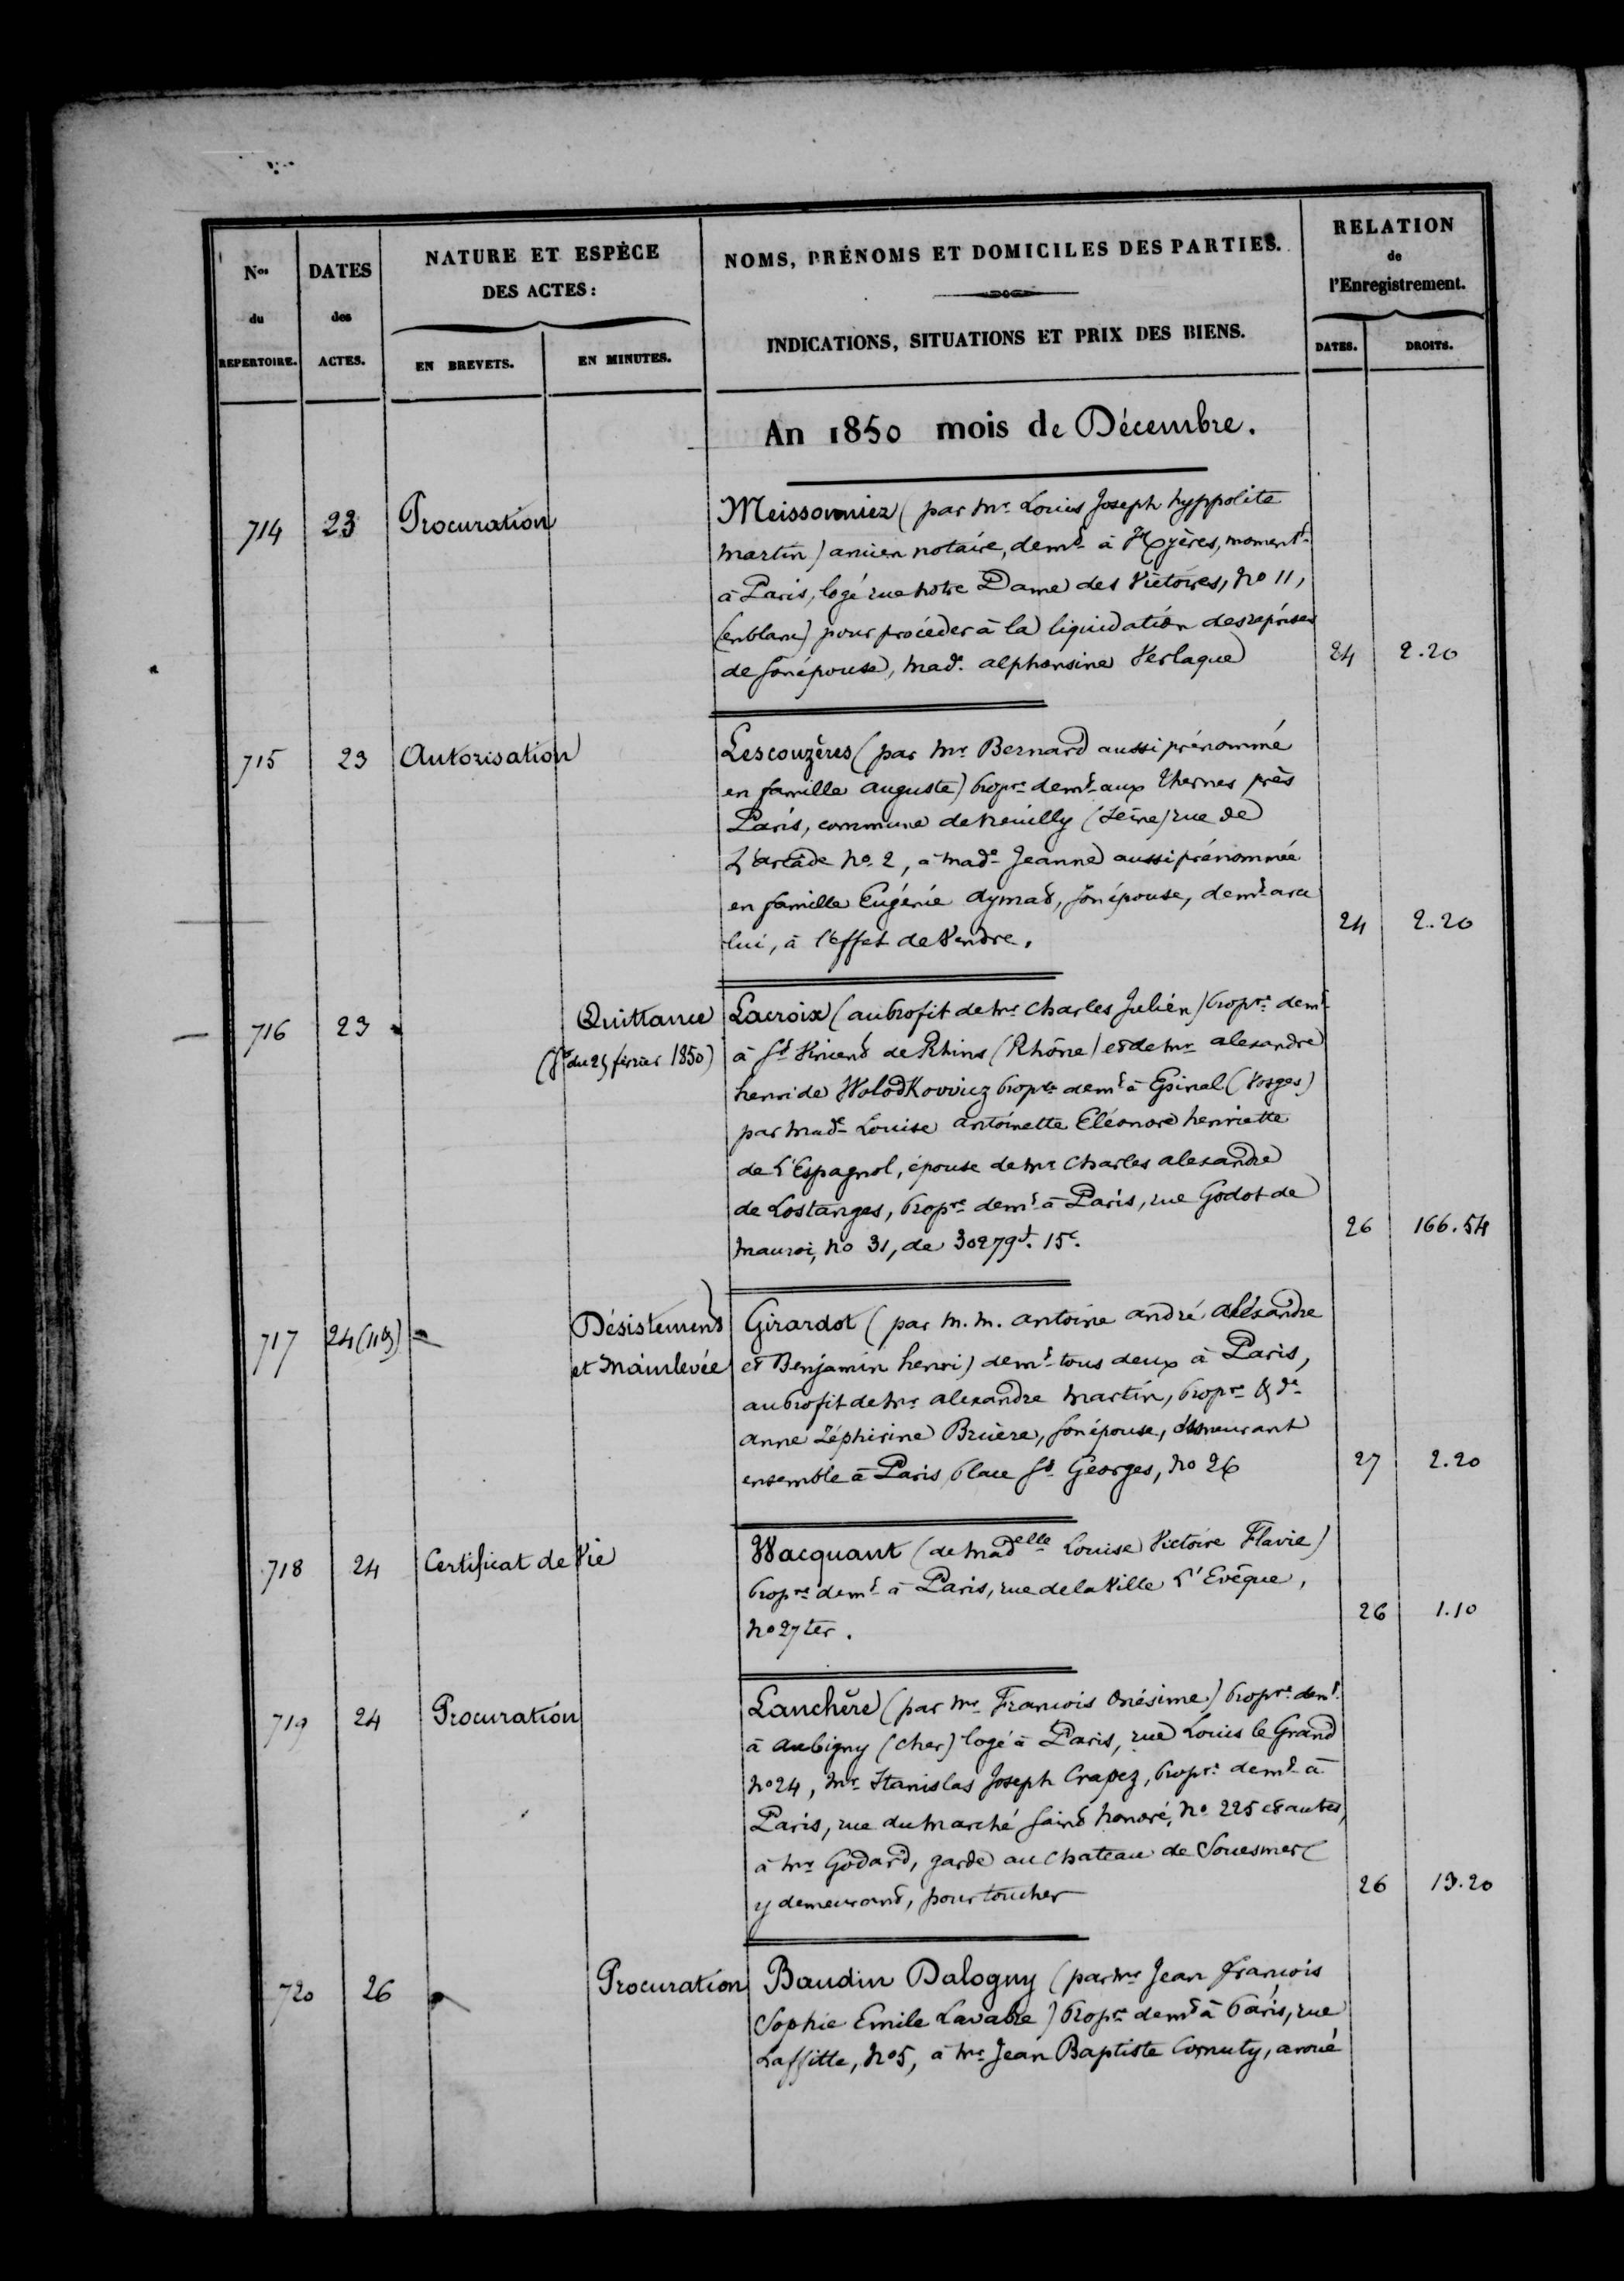 Nos du REPERTOIRE.
DATES des ACTES.
NATURE ET ESPÈCE DES ACTES:
EN BREVETS.
EN MINUTES.
NOMS, PRÉNOMS ET DOMICILES DES PARTIES.
INDICATIONS, SITUATIONS ET PRIX DES BIENS.
RELATION de l'Enregistrement.
DATES.
DROITS.
An 1850 mois de Décembre.
714 23 Procuration Meissonnier (par Mr. Louis Joseph hyppolite
Martin) ancien notaire, demt. à Hyères, moment.
à Paris, logé rue Notre Dame des Victoires, No 11,
(en blanc) pour procéder à la liquidation des reprises
de son épouse, Made. alphonsine Verlaque 24 2.20
715 23 Autorisation Lescouzères (par Mr Bernard aussi prénommé
en famille auguste) propre demt aux Thernes près
Paris, commune de Neuilly (Seine) rue de
L'arcade No. 2, à Made Jeanne aussi prénommée
en famille Eugénie Aymad, son épouse, demt avec
lui, à l'effet de Vendre. 24 2.20
716 23 Quittance Lacroix (au profit de Mr Charles Julien) propre. demt
(du 25 février 1850) à St Vincent de Rhins (Rhône) et de Mr alexandre
henri de Wolodkowicz propre demt à Epinal (Vosges)
par Made Louise antoinette Eléonore henriette
de L'Espagnol, épouse de Mr Charles alexandre
de Lostanges, propre demt à Paris, rue Godot de
Mauroi, No 31, de 30279f. 15c. 26 166.54
717 24 (11bre) Désistement Girardot (par M.M. antoine andré alexandre
et Mainlevée et Benjamin henri) demt tous deux à Paris,
au profit de Mr alexandre Martin, propre & De
anne Zéphirine Bruère, son épouse, demeurant
ensemble à Paris place St Georges, No 26 27 2.20
718 24 Certificat de Vie Wacquant (de Madelle Louise Victoire Flavie)
propre demt à Paris, rue de la Ville L'Evêque,
No 27 ter. 26 1.10
719 24 Procuration Lanchère (par Mr François Onésime) propre. demt.
à Aubigny (Cher) logé à Paris, rue Louis le Grand
No 24, Mr Stanislas Joseph Crapez, propre. demt à
Paris, rue du Marché Saint honoré, No 225 et autres,
à Mr Godard, garde au Chateau de Souesmes
y demeurant, pour toucher 26 13.20
720 26 Procuration Baudin Dalogny (par Mr Jean françois
Sophie Emile Lavabre) propre demt à Paris, rue
Laffitte, No 5, à Mr Jean Baptiste Cornuty, avoué